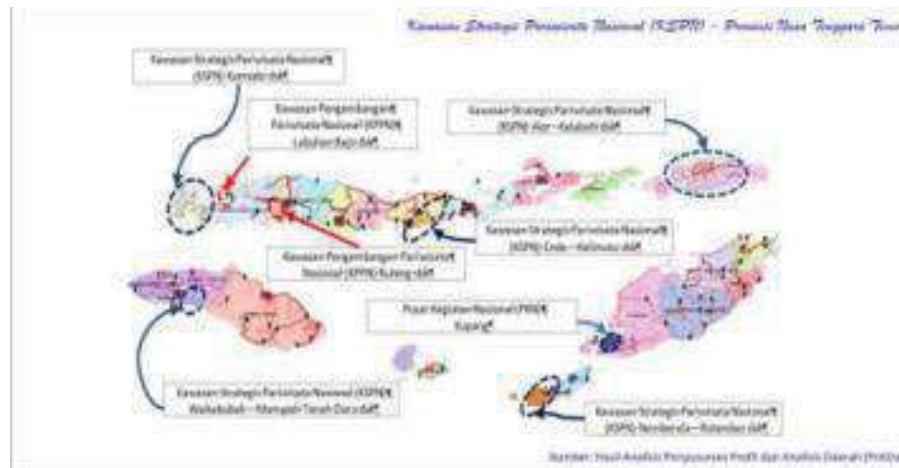 Kawasan Strategis Pariwisata Nasional (KSPN) - Provinsi Nusa Tenggara Timur
Kawasan Strategis Pariwisata Nasional¶
(KSPN) Komodo dsk¶
Kawasan Pengembangan¶
Pariwisata Nasional (KPPN)¶
Labuhan Bajo dsk¶
Kawasan Strategis Pariwisata Nasional¶
(KSPN) Alor – Kalabahi dsk¶
Kawasan Strategis Pariwisata Nasional¶
(KSPN) Ende – Kelimutu dsk¶
Kawasan Pengembangan Pariwisata
Nasional (KPPN) Ruteng dsk¶
Pusat Kegiatan Nasional (PKN)¶
Kupang¶
Kawasan Strategis Pariwisata Nasional (KSPN)¶
Waikabubak – Tanah Daru dsk¶
Kawasan Strategis Pariwisata Nasional¶
(KSPN) Nemberala – Rotendao dsk¶
Sumber: Hasil Analisis Penyusunan Profil dan Analisis Daerah